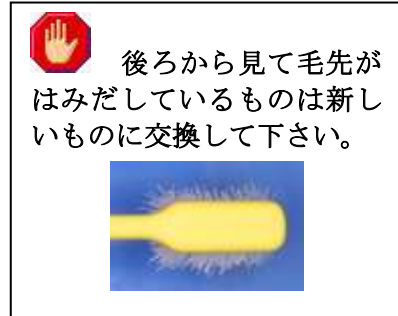 後ろから見て毛先が
はみだしているものは新し
いものに交換して下さい。